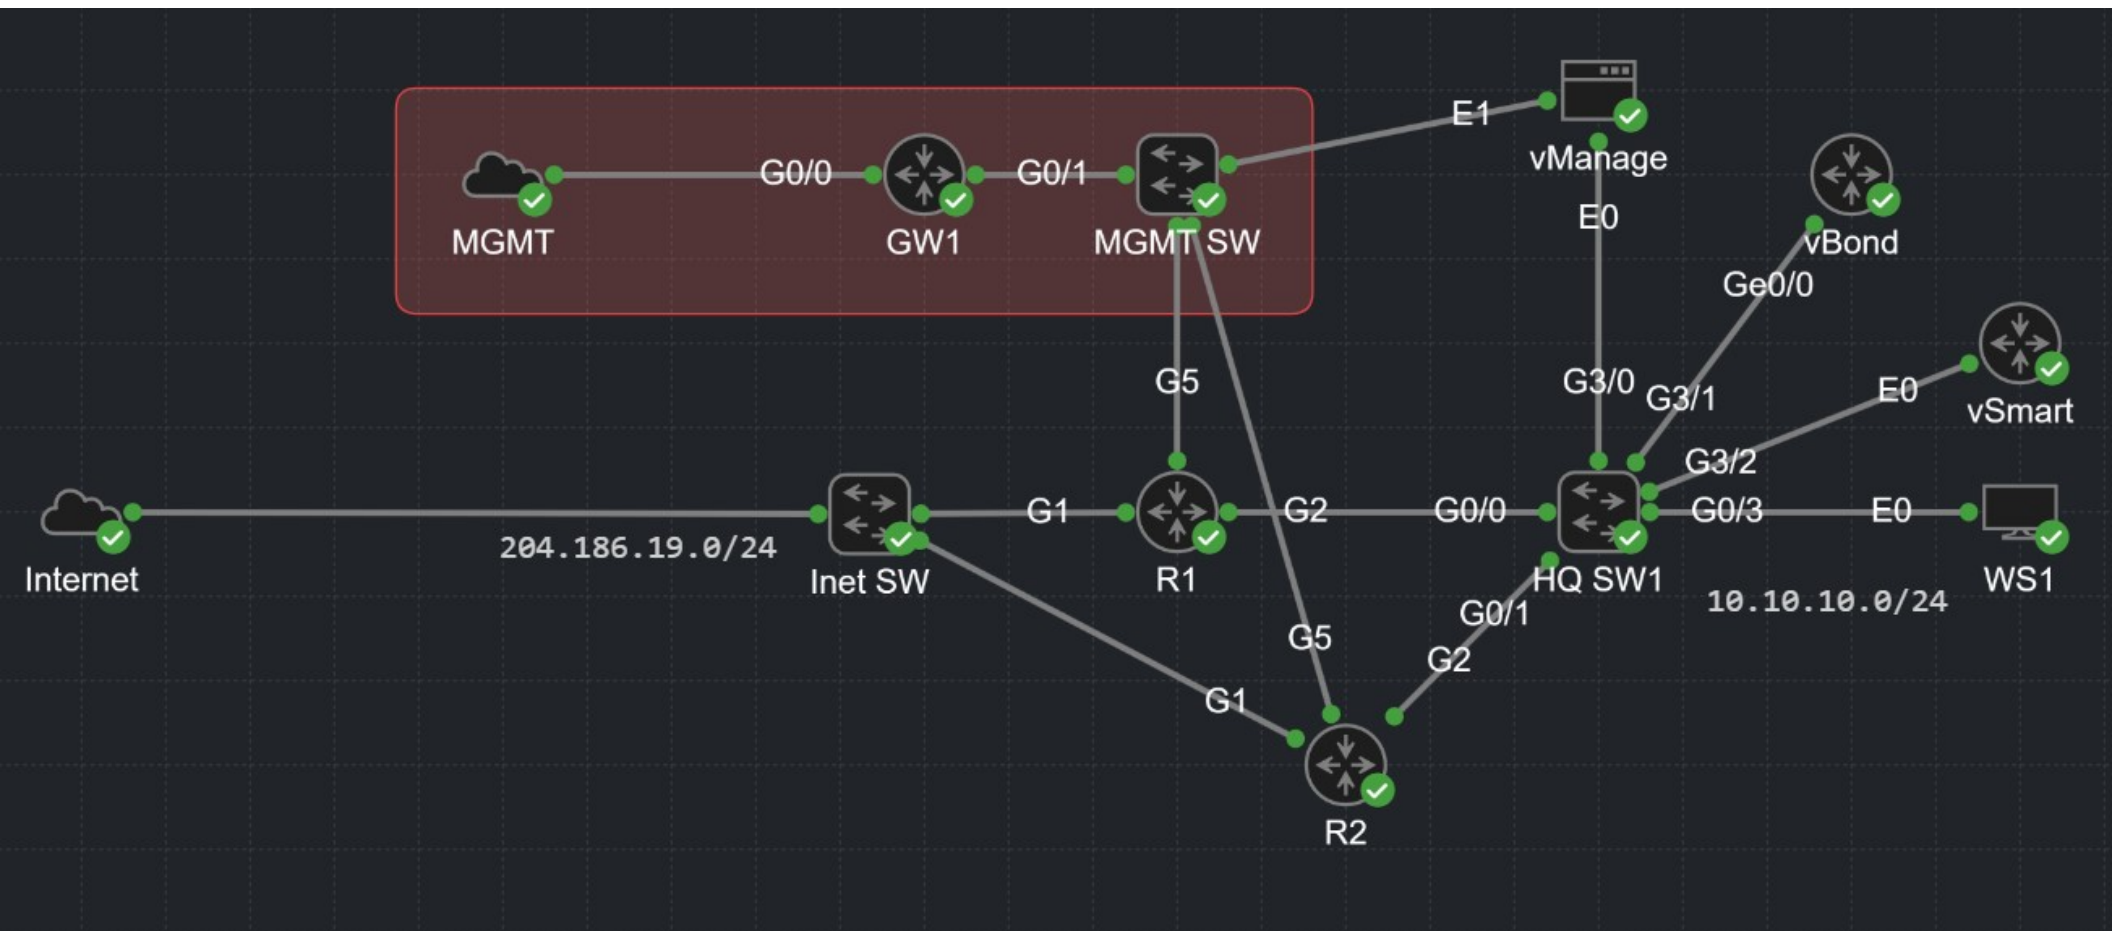 E1
vManage
G0/0
G0/1
MGMT
GW1
MGMT SW
E0
vBond
Ge0/0
G5
G3/0
G3/1
E0
vSmart
G3/2
G1
G2
G0/0
G0/3
E0
204.186.19.0/24
Internet
Inet SW
R1
HQ SW1
WS1
10.10.10.0/24
G0/1
G5
G2
G1
R2